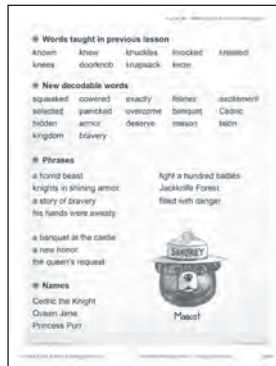 Words taught in previous lesson
known knew knuckles knocked kneeled
knees doorknob knapsack know
New decodable words
squeaked cowered exactly felines excitement
selected panicked overcome banquet Cedric
hidden armor deserve mason talon
kingdom bravery
Phrases
a horrid beast fight a hundred battles
knights in shining armor Jackknife Forest
a story of bravery filled with danger
his hands were sweaty
a banquet at the castle
a new honor
the queen's request
SMOKEY
Names
Cedric the Knight
Queen Jane
Princess Purr
Mascot